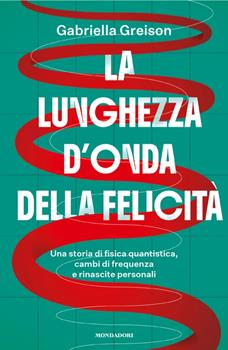 Gabriella Greison
LA
LUNGHEZZA
D'ONDA
DELLA FELICITÀ
Una storia di fisica quantistica,
cambi di frequenza
e rinascite personali
MONDADORI